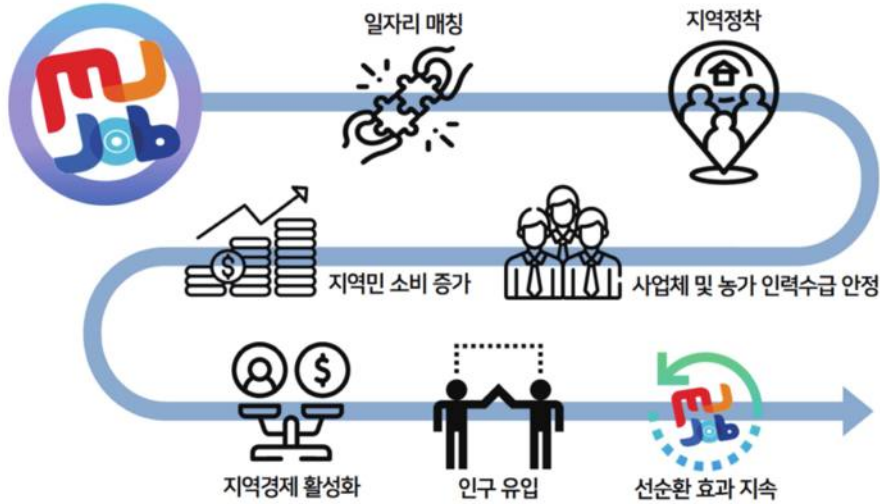 MJ
JOb
일자리 매칭
지역정착
사업체 및 농가 인력수급 안정
$
지역민 소비 증가
$
지역경제 활성화
인구 유입
MJ
JOb
선순환 효과 지속